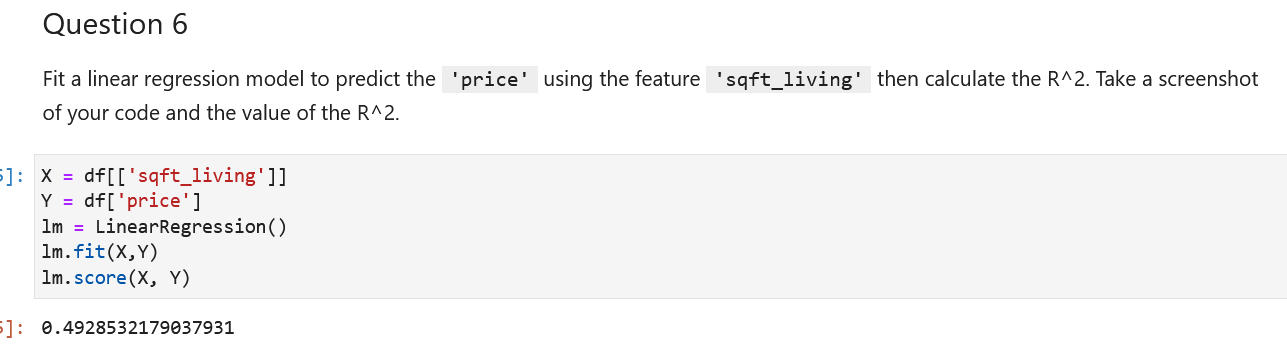 Question 6
Fit a linear regression model to predict the 'price' using the feature 'sqft_living' then calculate the R^2. Take a screenshot
of your code and the value of the R^2.
5]: X = df[['sqft_living']]
Y = df['price']
lm = LinearRegression()
lm.fit(X,Y)
lm.score(X, Y)
5]: 0.4928532179037931